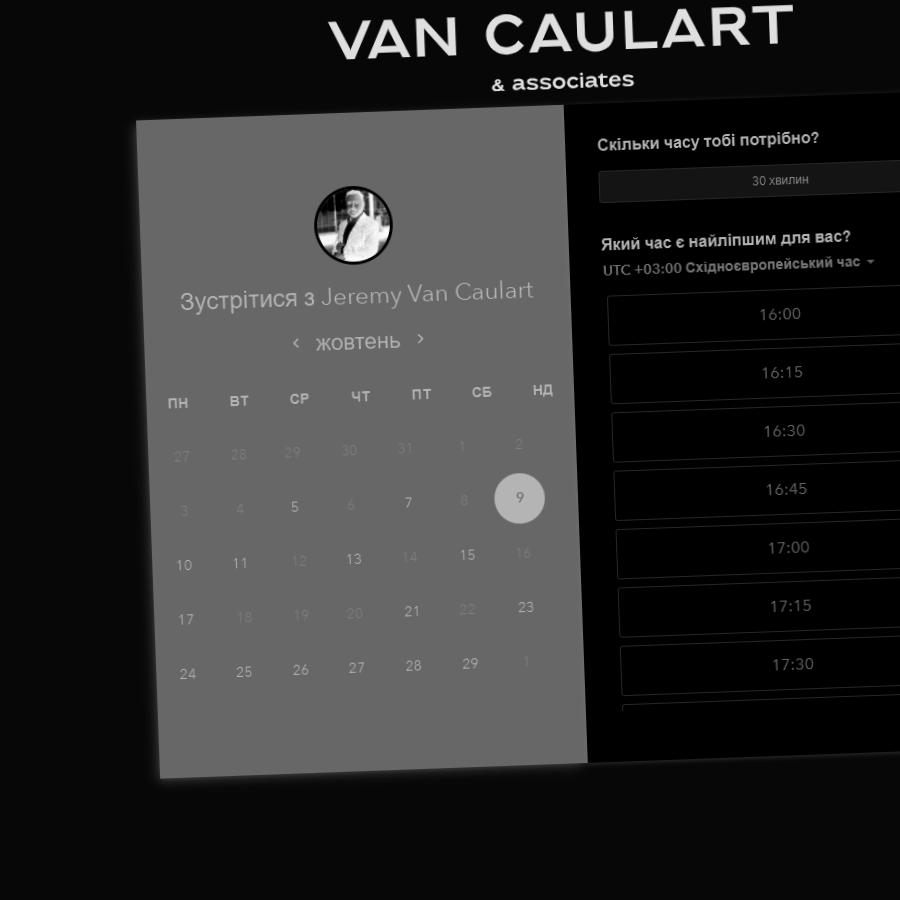 VAN CAULART
& associates
Зустрітися з Jeremy Van Caulart
жовтень
ПН ВТ СР ЧТ ПТ СБ НД
27 28 29 30 31 1 2
3 4 5 6 7 8 9
10 11 12 13 14 15 16
17 18 19 20 21 22 23
24 25 26 27 28 29 1
Скільки часу тобі потрібно?
30 хвилин
Який час є найліпшим для вас?
UTC +03:00 Східноєвропейський час
16:00
16:15
16:30
16:45
17:00
17:15
17:30